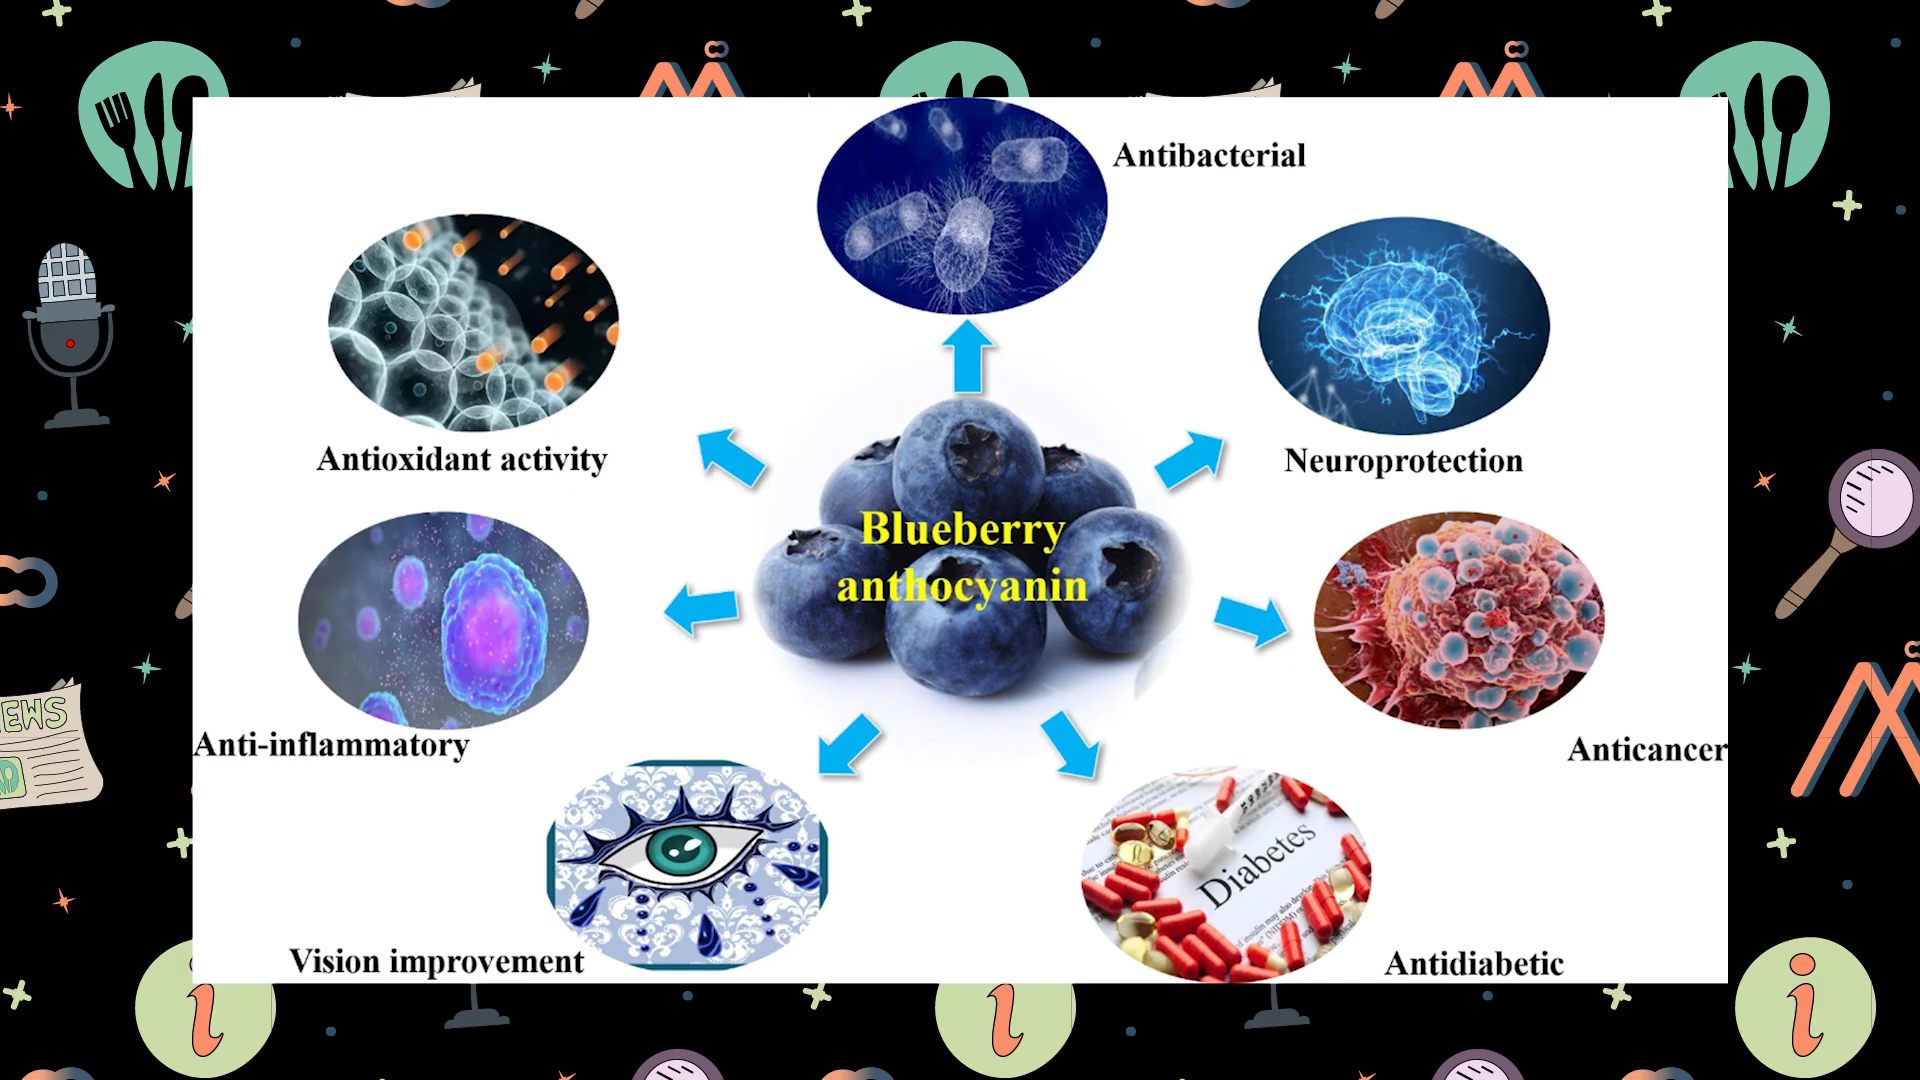 Antibacterial
Antioxidant activity
Neuroprotection
Blueberry
anthocyanin
Anti-inflammatory
Anticancer
Vision improvement
Diabetes
Antidiabetic
EWS
i
i
i